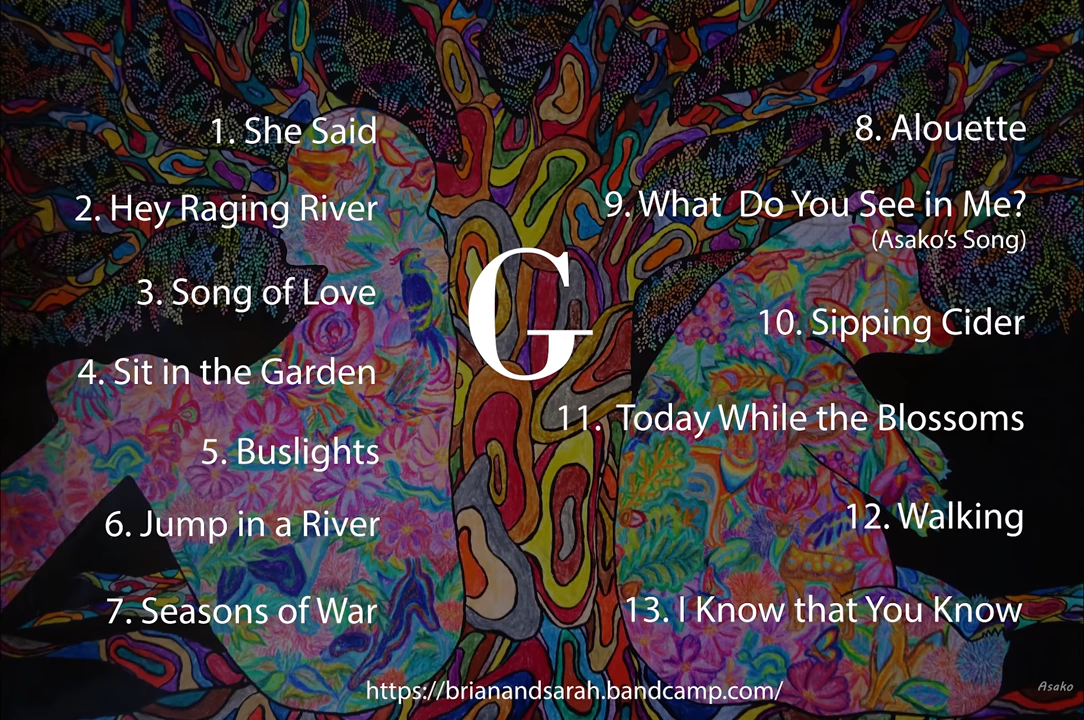 1. She Said
2. Hey Raging River
3. Song of Love
4. Sit in the Garden
5. Buslights
6. Jump in a River
7. Seasons of War
G
8. Alouette
9. What  Do You See in Me?
(Asako's Song)
10. Sipping Cider
11.  Today While the Blossoms
12. Walking
13. I Know that You Know
https://brianandsarah.bandcamp.com/
Asako